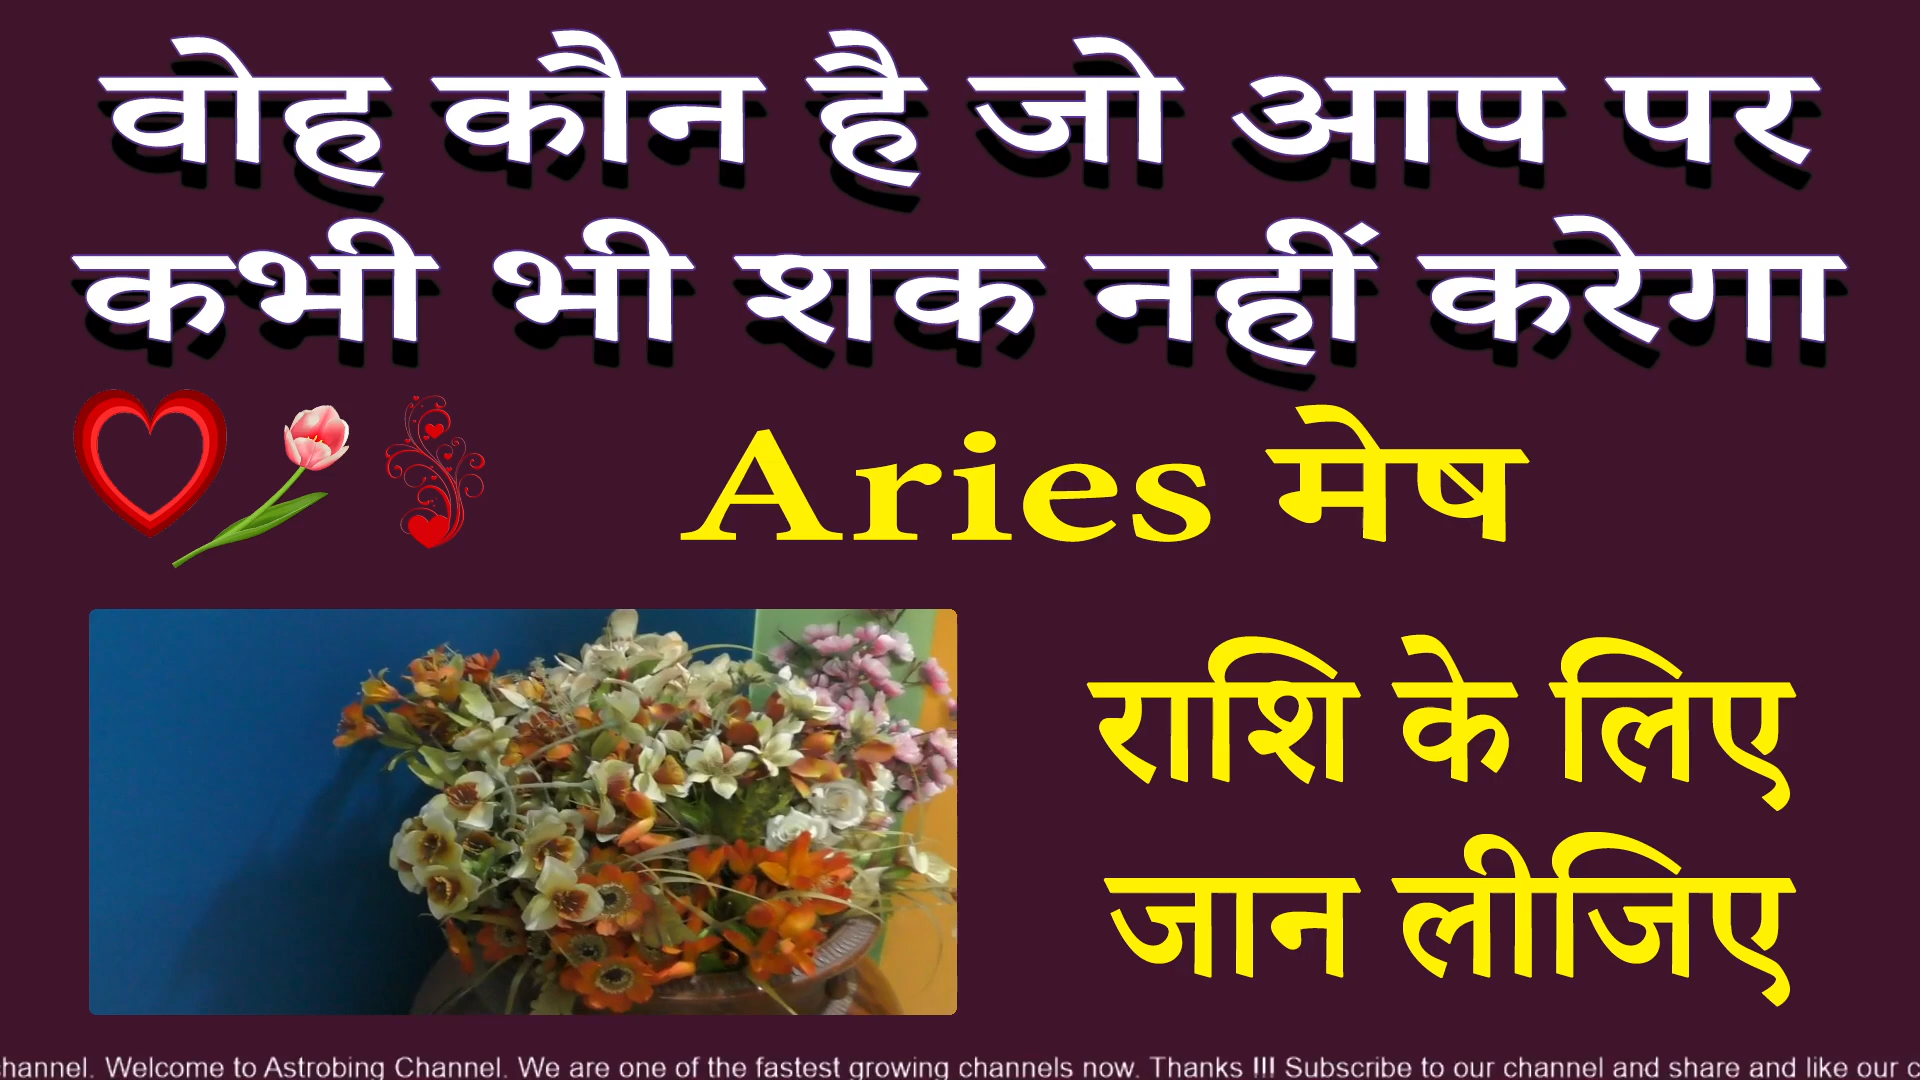 वोह कौन है जो आप पर
कभी भी शक नहीं करेगा
Aries मेष
राशि के लिए
जान लीजिए
hannel. Welcome to Astrobing Channel. We are one of the fastest growing channels now. Thanks !!! Subscribe to our channel and share and like our c